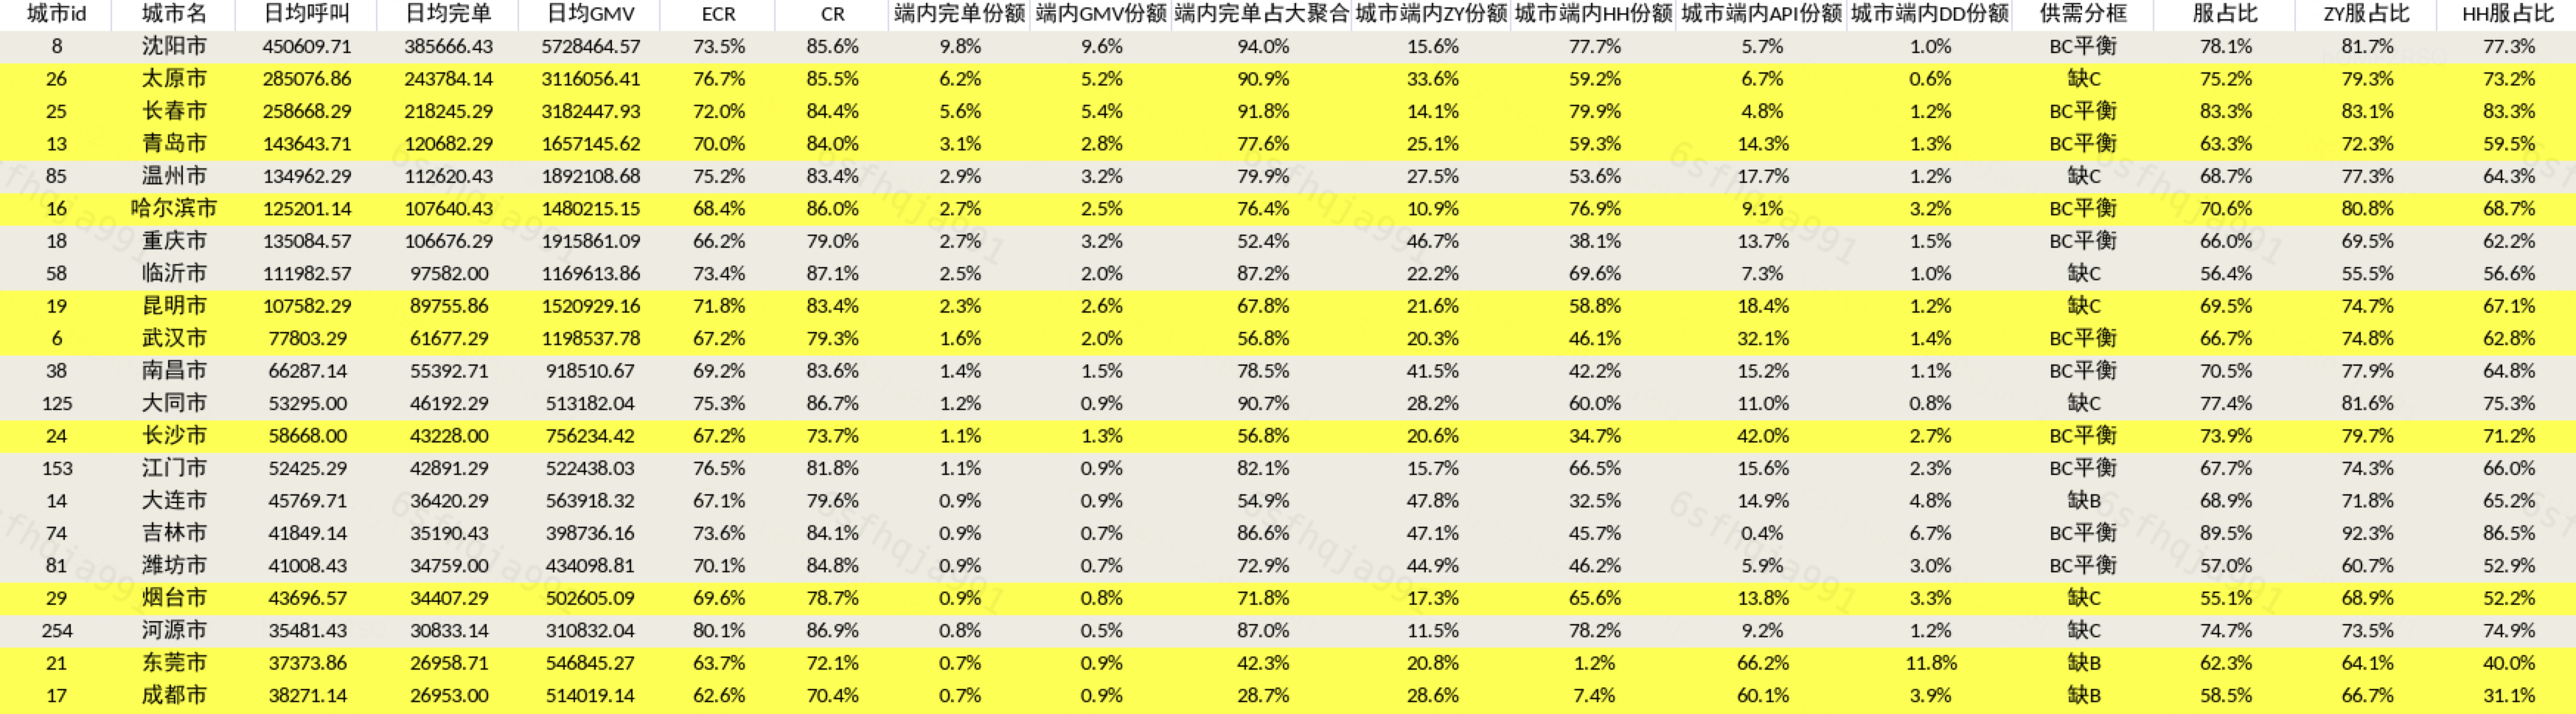 城市id 城市名 日均呼叫 日均完单 日均GMV ECR CR 端内完单份额 端内GMV份额 端内完单占大聚合 城市端内ZY份额 城市端内HH份额 城市端内API份额 城市端内DD份额 供需分框 服占比 ZY服占比 HH服占比
8 沈阳市 450609.71 385666.43 5728464.57 73.5% 85.6% 9.8% 9.6% 94.0% 15.6% 77.7% 5.7% 1.0% BC平衡 78.1% 81.7% 77.3%
26 太原市 285076.86 243784.14 3116056.41 76.7% 85.5% 6.2% 5.2% 90.9% 33.6% 59.2% 6.7% 0.6% 缺C 75.2% 79.3% 73.2%
25 长春市 258668.29 218245.29 3182447.93 72.0% 84.4% 5.6% 5.4% 91.8% 14.1% 79.9% 4.8% 1.2% BC平衡 83.3% 83.1% 83.3%
13 青岛市 143643.71 120682.29 1657145.62 70.0% 84.0% 3.1% 2.8% 77.6% 25.1% 59.3% 14.3% 1.3% BC平衡 63.3% 72.3% 59.5%
85 温州市 134962.29 112620.43 1892108.68 75.2% 83.4% 2.9% 3.2% 79.9% 27.5% 53.6% 17.7% 1.2% 缺C 68.7% 77.3% 64.3%
16 哈尔滨市 125201.14 107640.43 1480215.15 68.4% 86.0% 2.7% 2.5% 76.4% 10.9% 76.9% 9.1% 3.2% BC平衡 70.6% 80.8% 68.7%
18 重庆市 135084.57 106676.29 1915861.09 66.2% 79.0% 2.7% 3.2% 52.4% 46.7% 38.1% 13.7% 1.5% BC平衡 66.0% 69.5% 62.2%
58 临沂市 111982.57 97582.00 1169613.86 73.4% 87.1% 2.5% 2.0% 87.2% 22.2% 69.6% 7.3% 1.0% 缺C 56.4% 55.5% 56.6%
19 昆明市 107582.29 89755.86 1520929.16 71.8% 83.4% 2.3% 2.6% 67.8% 21.6% 58.8% 18.4% 1.2% 缺C 69.5% 74.7% 67.1%
6 武汉市 77803.29 61677.29 1198537.78 67.2% 79.3% 1.6% 2.0% 56.8% 20.3% 46.1% 32.1% 1.4% BC平衡 66.7% 74.8% 62.8%
38 南昌市 66287.14 55392.71 918510.67 69.2% 83.6% 1.4% 1.5% 78.5% 41.5% 42.2% 15.2% 1.1% BC平衡 70.5% 77.9% 64.8%
125 大同市 53295.00 46192.29 513182.04 75.3% 86.7% 1.2% 0.9% 90.7% 28.2% 60.0% 11.0% 0.8% 缺C 77.4% 81.6% 75.3%
24 长沙市 58668.00 43228.00 756234.42 67.2% 73.7% 1.1% 1.3% 56.8% 20.6% 34.7% 42.0% 2.7% BC平衡 73.9% 79.7% 71.2%
153 江门市 52425.29 42891.29 522438.03 76.5% 81.8% 1.1% 0.9% 82.1% 15.7% 66.5% 15.6% 2.3% BC平衡 67.7% 74.3% 66.0%
14 大连市 45769.71 36420.29 563918.32 67.1% 79.6% 0.9% 0.9% 54.9% 47.8% 32.5% 14.9% 4.8% 缺B 68.9% 71.8% 65.2%
74 吉林市 41849.14 35190.43 398736.16 73.6% 84.1% 0.9% 0.7% 86.6% 47.1% 45.7% 0.4% 6.7% BC平衡 89.5% 92.3% 86.5%
81 潍坊市 41008.43 34759.00 434098.81 70.1% 84.8% 0.9% 0.7% 72.9% 44.9% 46.2% 5.9% 3.0% BC平衡 57.0% 60.7% 52.9%
29 烟台市 43696.57 34407.29 502605.09 69.6% 78.7% 0.9% 0.8% 71.8% 17.3% 65.6% 13.8% 3.3% 缺C 55.1% 68.9% 52.2%
254 河源市 35481.43 30833.14 310832.04 80.1% 86.9% 0.8% 0.5% 87.0% 11.5% 78.2% 9.2% 1.2% 缺C 74.7% 73.5% 74.9%
21 东莞市 37373.86 26958.71 546845.27 63.7% 72.1% 0.7% 0.9% 42.3% 20.8% 1.2% 66.2% 11.8% 缺B 62.3% 64.1% 40.0%
17 成都市 38271.14 26953.00 514019.14 62.6% 70.4% 0.7% 0.9% 28.7% 28.6% 7.4% 60.1% 3.9% 缺B 58.5% 66.7% 31.1%
6sfhqja991